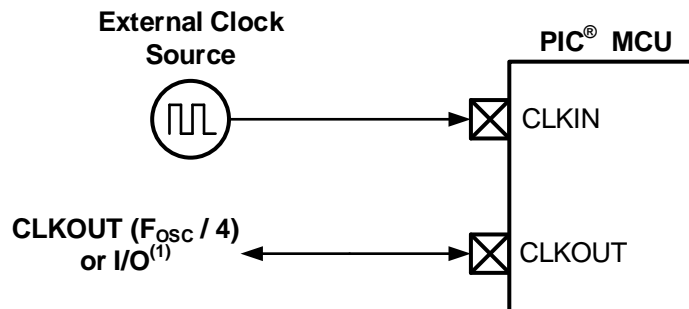 External Clock
Source
PIC® MCU
CLKIN
CLKOUT (FOSC / 4)
or I/O(1)
CLKOUT